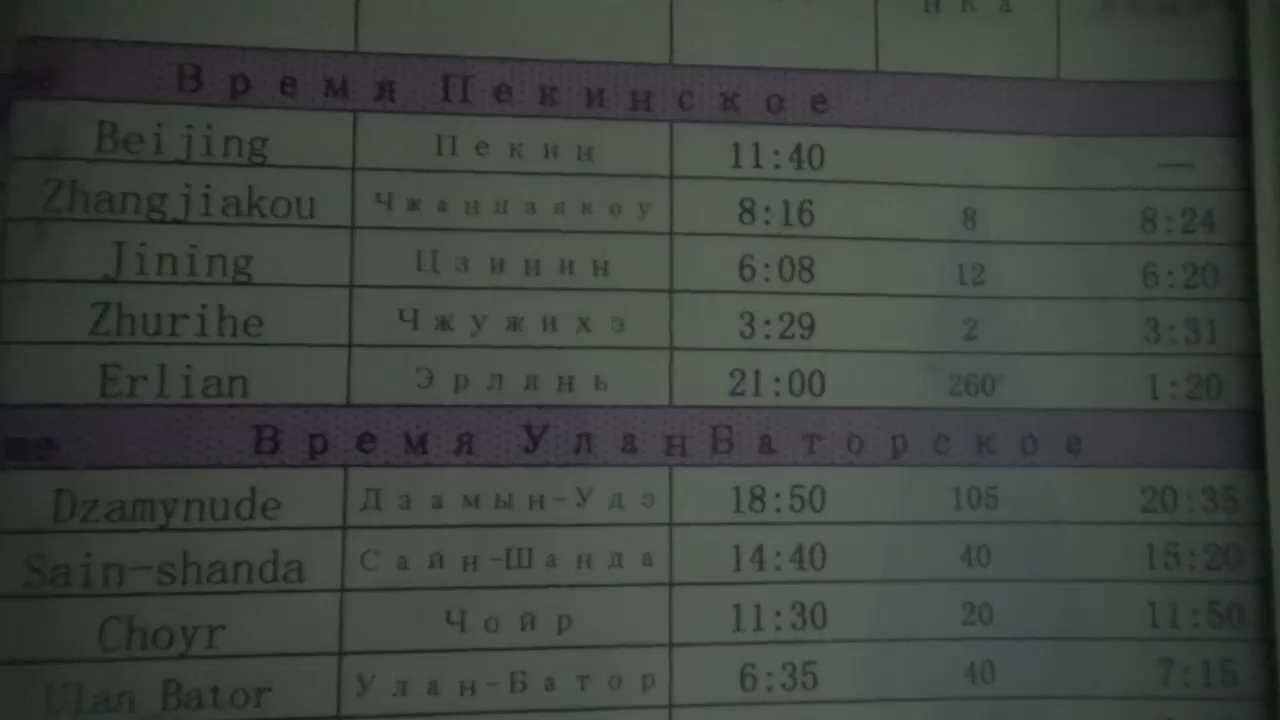 нка
Время Пекинское
Beijing Пекин 11:40 —
Zhangjiakou Чжанцзякоу 8:16 8 8:24
Jining Цзинин 6:08 12 6:20
Zhurihe Чжужихэ 3:29 2 3:31
Erlian Эрлянь 21:00 260' 1:20
Время УланБаторское
Dzamynude Дзамын-Удэ 18:50 105 20:35
Sain-shanda Сайн-Шанда 14:40 40 15:20
Choyr Чойр 11:30 20 11:50
Ulan Bator Улан-Батор 6:35 40 7:15